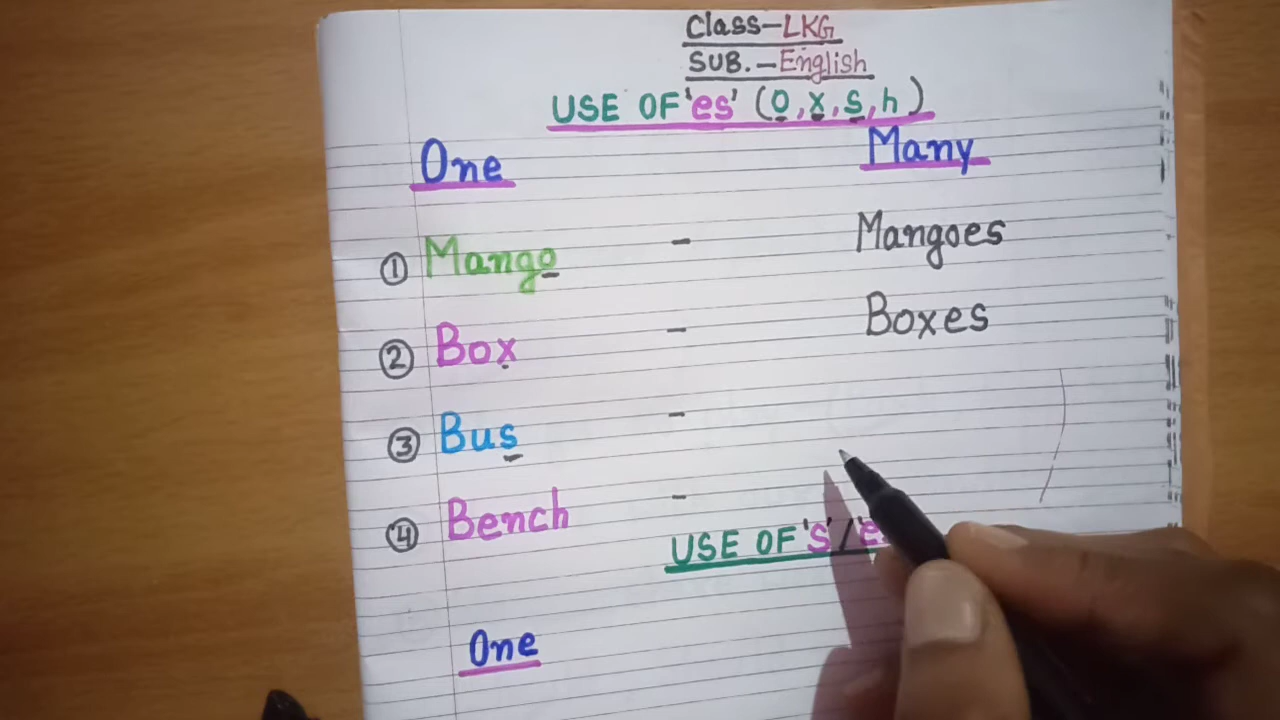 Class-LKG
SUB.-English
USE OF 'es' (o,x,s,h)
One Many
① Mango - Mangoes
② Box - Boxes
③ Bus -
④ Bench -
USE OF 's'/'e
One